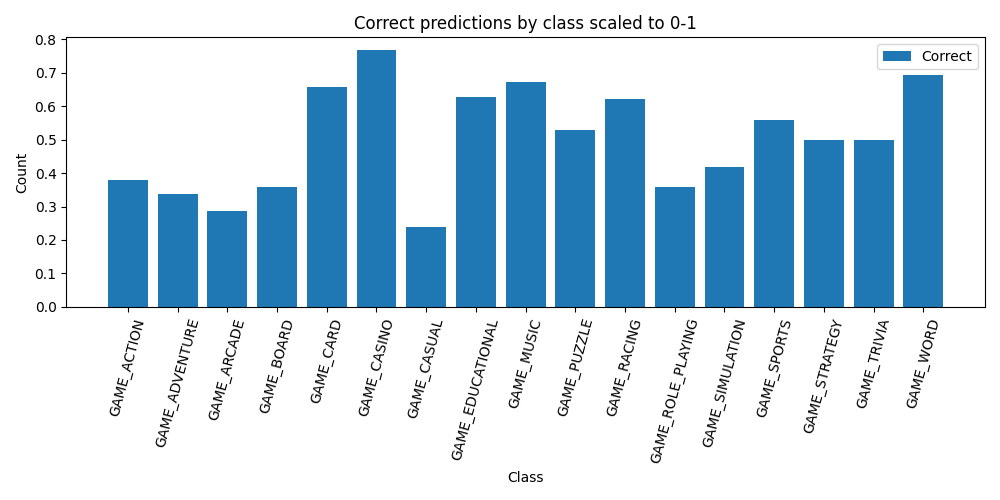 Correct predictions by class scaled to 0-1
Correct
Count
0.8
0.7
0.6
0.5
0.4
0.3
0.2
0.1
0.0
GAME_ACTION
GAME_ADVENTURE
GAME_ARCADE
GAME_BOARD
GAME_CARD
GAME_CASINO
GAME_CASUAL
GAME_EDUCATIONAL
GAME_MUSIC
GAME_PUZZLE
GAME_RACING
GAME_ROLE_PLAYING
GAME_SIMULATION
GAME_SPORTS
GAME_STRATEGY
GAME_TRIVIA
GAME_WORD
Class